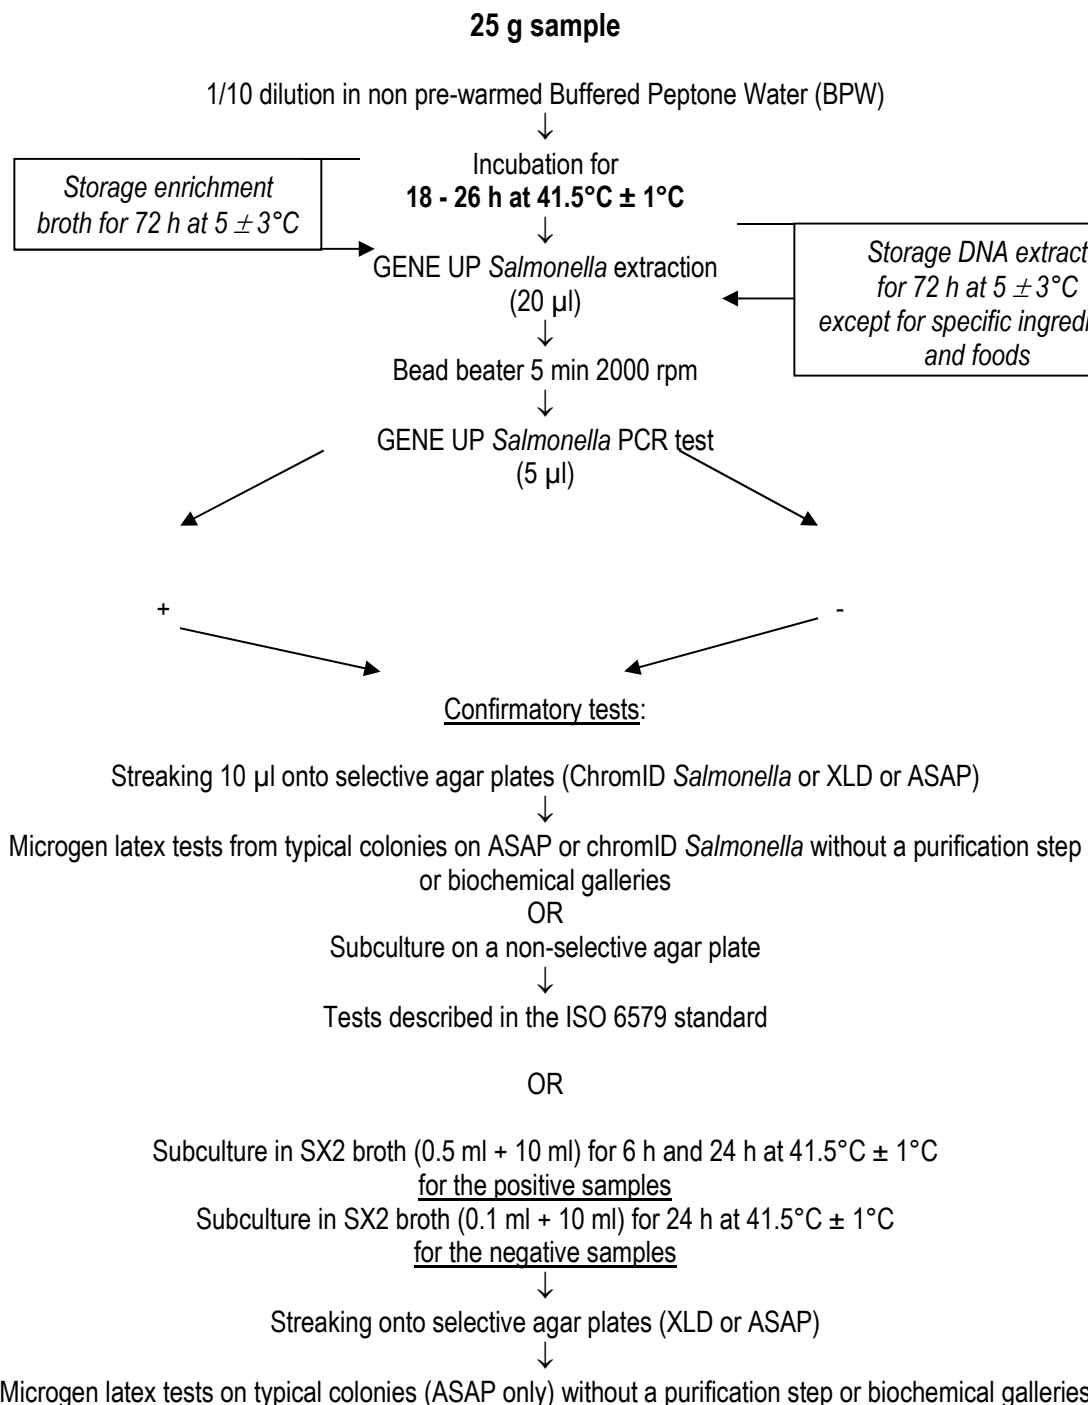 25 g sample
1/10 dilution in non pre-warmed Buffered Peptone Water (BPW)
↓
Incubation for
18 - 26 h at 41.5°C ± 1°C
Storage enrichment
broth for 72 h at 5 ± 3°C
↓
GENE UP Salmonella extraction
(20 µl)
Storage DNA extract
for 72 h at 5 ± 3°C
except for specific
and foods
↓
Bead beater 5 min 2000 rpm
↓
GENE UP Salmonella PCR test
(5 µl)
+
-
Confirmatory tests:
Streaking 10 µl onto selective agar plates (ChromID Salmonella or XLD or ASAP)
↓
Microgen latex tests from typical colonies on ASAP or chromID Salmonella without a purification step
or biochemical galleries
OR
Subculture on a non-selective agar plate
↓
Tests described in the ISO 6579 standard
OR
Subculture in SX2 broth (0.5 ml + 10 ml) for 6 h and 24 h at 41.5°C ± 1°C
for the positive samples
Subculture in SX2 broth (0.1 ml + 10 ml) for 24 h at 41.5°C ± 1°C
for the negative samples
↓
Streaking onto selective agar plates (XLD or ASAP)
↓
Microgen latex tests on typical colonies (ASAP only) without a purification step or biochemical galleries